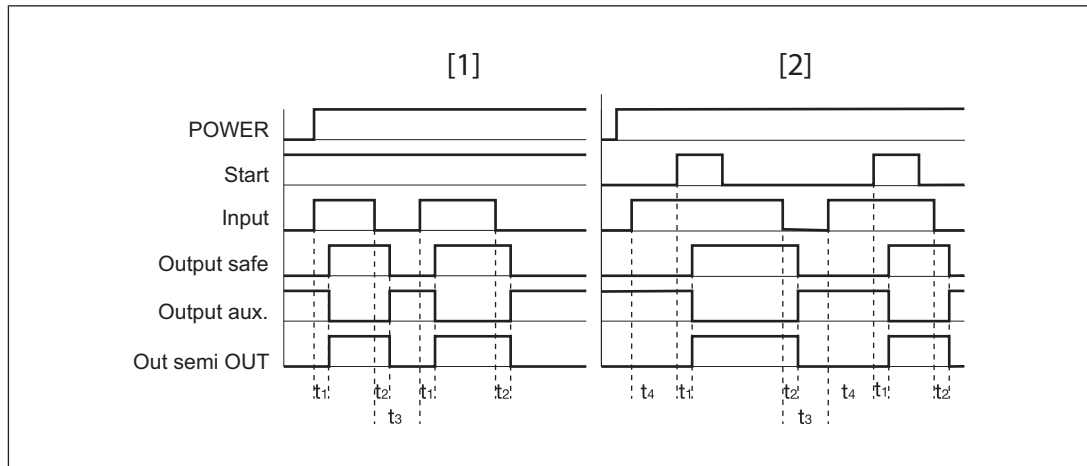 [1] [2]
POWER
Start
Input
Output safe
Output aux.
Out semi OUT
t1 t2 t1 t2 t4 t1 t2 t4 t1 t2
t3 t3